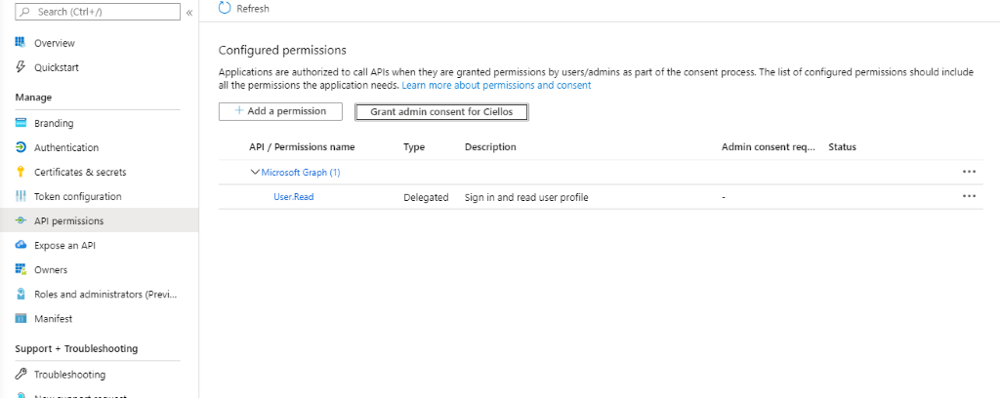 Search (Ctrl+/)
«
Refresh
Overview
Quickstart
Manage
Branding
Authentication
Certificates & secrets
Token configuration
API permissions
Expose an API
Owners
Roles and administrators (Previ...
Manifest
Support + Troubleshooting
Troubleshooting
New support request
Configured permissions
Applications are authorized to call APIs when they are granted permissions by users/admins as part of the consent process. The list of configured permissions should include
all the permissions the application needs. Learn more about permissions and consent
+ Add a permission
Grant admin consent for Ciellos
API / Permissions name Type Description Admin consent req... Status
Microsoft Graph (1) ...
User.Read Delegated Sign in and read user profile - ...